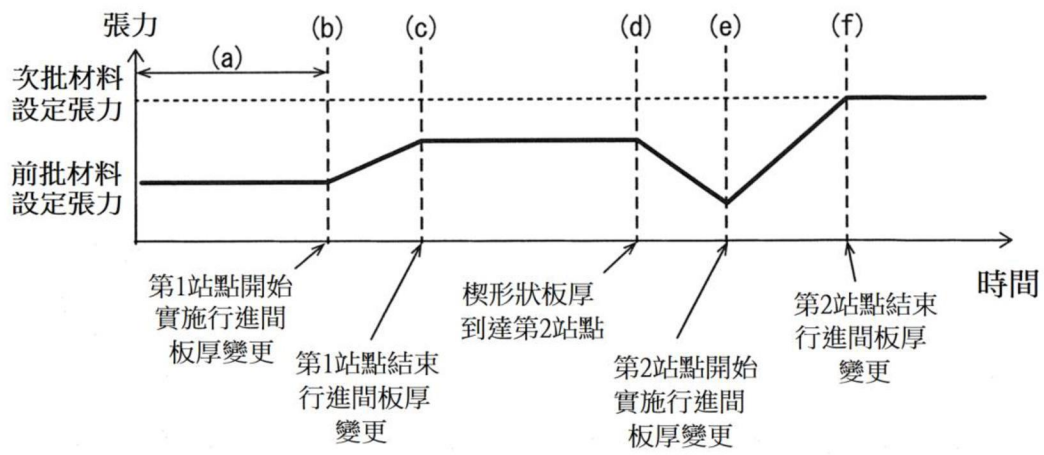 張力
(a)
(b)
(c)
(d)
(e)
(f)
次批材料
設定張力
前批材料
設定張力
時間
第1站點開始
實施行進間
板厚變更
第1站點結束
行進間板厚
變更
楔形狀板厚
到達第2站點
第2站點開始
實施行進間
板厚變更
第2站點結束
行進間板厚
變更